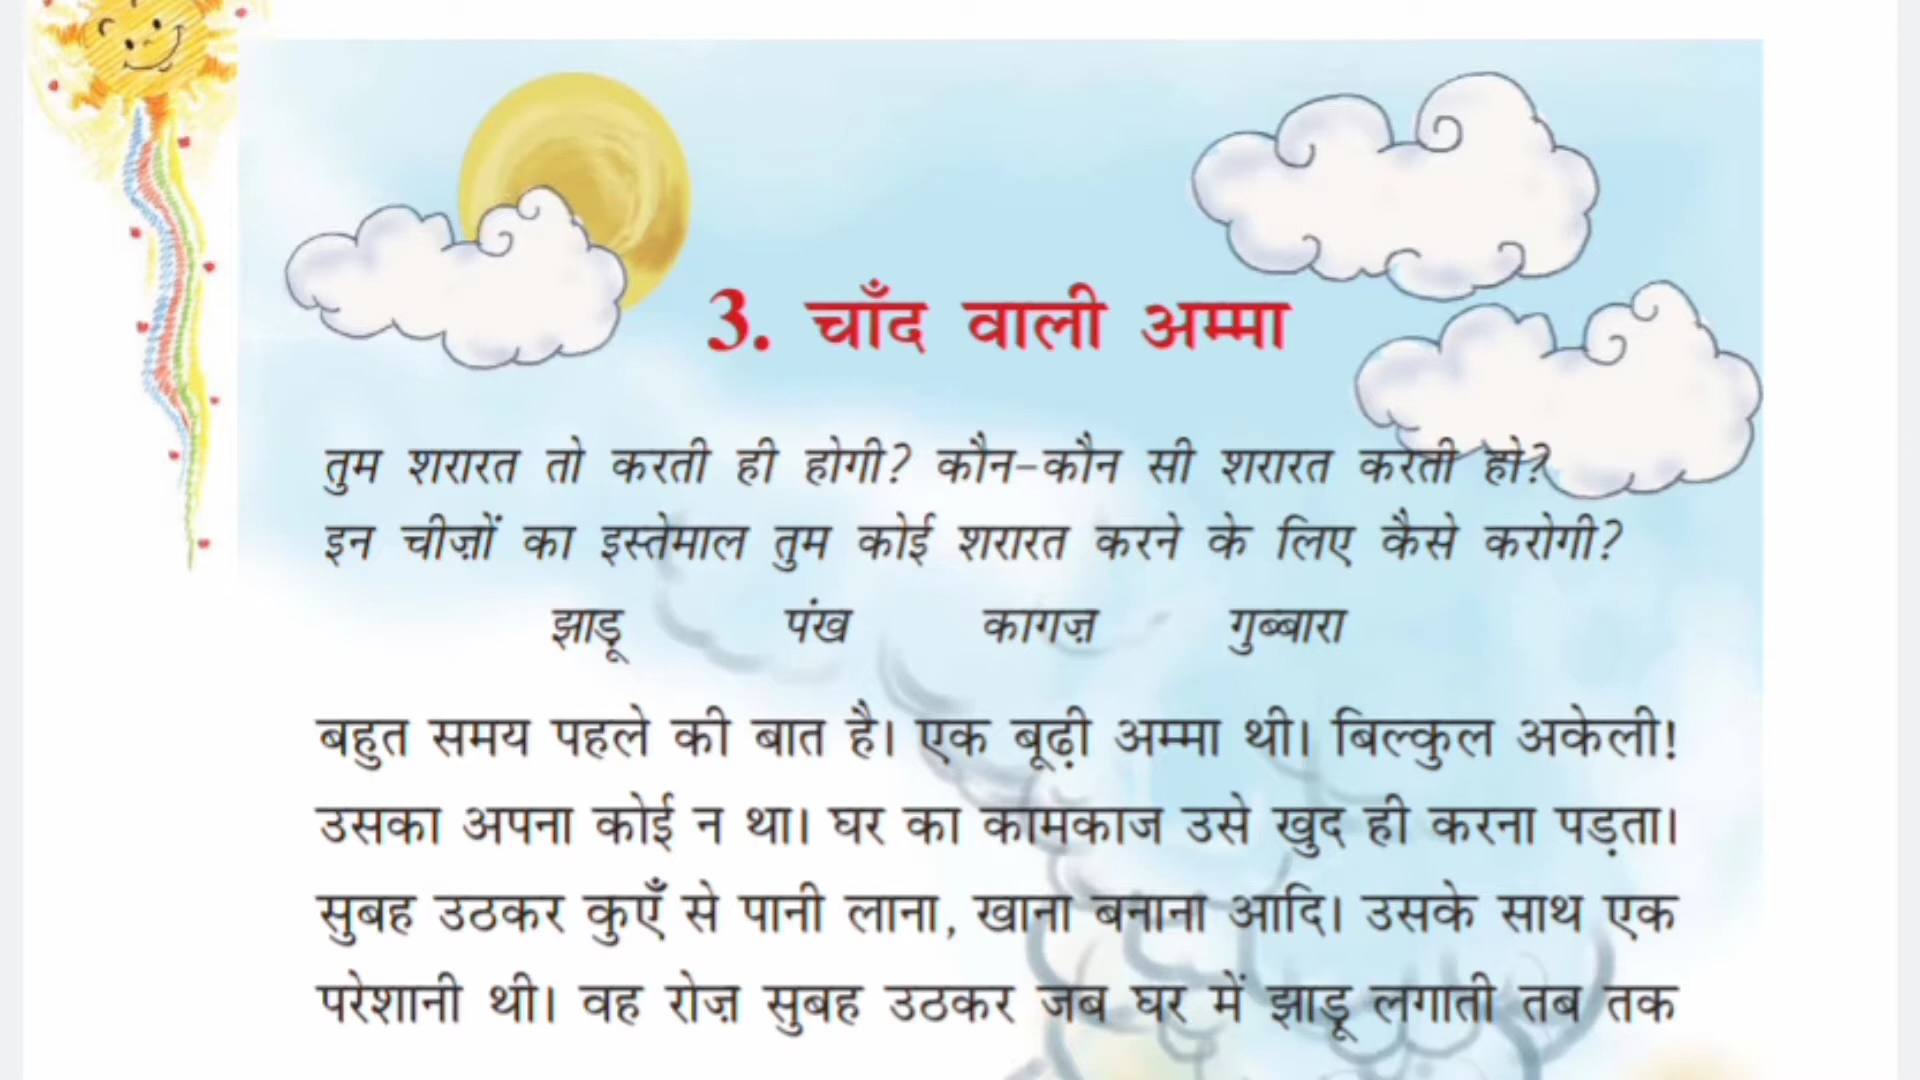 3. चाँद वाली अम्मा
तुम शरारत तो करती ही होगी? कौन-कौन सी शरारत करती हो?
इन चीज़ों का इस्तेमाल तुम कोई शरारत करने के लिए कैसे करोगी?
झाड़ू पंख कागज़ गुब्बारा
बहुत समय पहले की बात है। एक बूढ़ी अम्मा थी। बिल्कुल अकेली!
उसका अपना कोई न था। घर का कामकाज उसे खुद ही करना पड़ता।
सुबह उठकर कुएँ से पानी लाना, खाना बनाना आदि। उसके साथ एक
परेशानी थी। वह रोज़ सुबह उठकर जब घर में झाड़ू लगाती तब तक